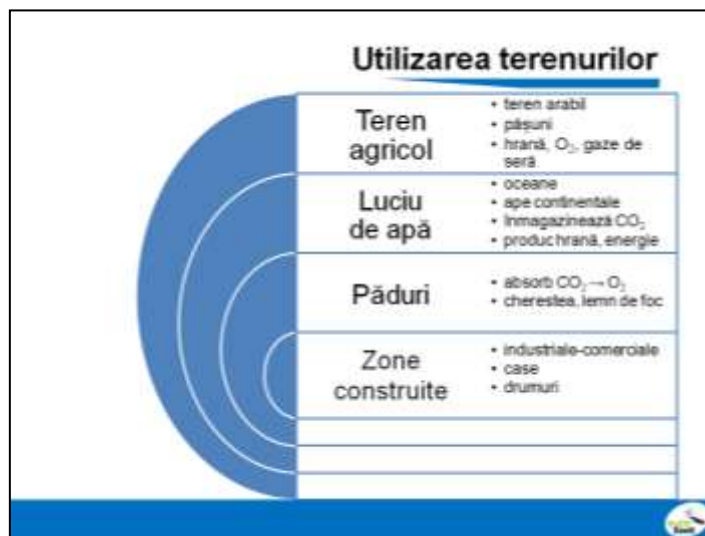 Utilizarea terenurilor
Teren
agricol
• teren arabil
• pășuni
• hrană, O₂, gaze de
seră
Luciu
de apă
• oceane
• ape continentale
• înmagazinează CO₂
• produc hrană, energie
Păduri
• absorb CO₂ → O₂
• cherestea, lemn de foc
Zone
construite
• industriale-comerciale
• case
• drumuri